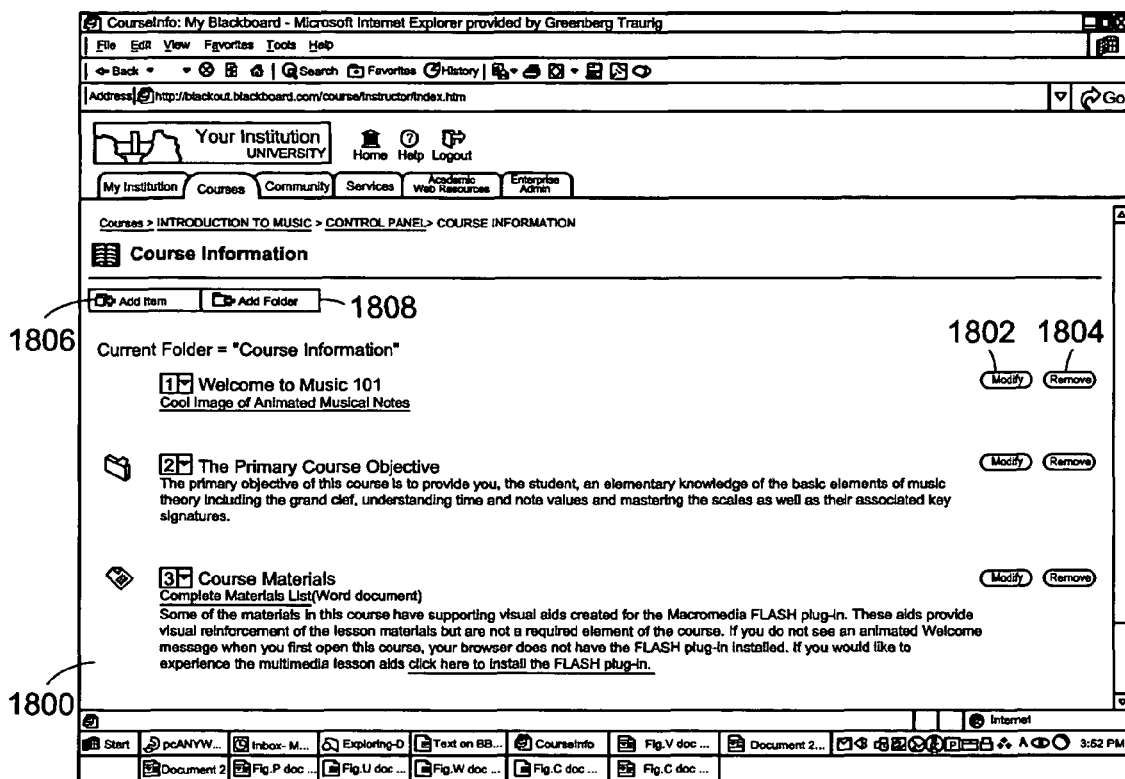 CourseInfo: My Blackboard - Microsoft Internet Explorer provided by Greenberg Traurig
File Edit View Favorites Tools Help
Back Search Favorites History
Address http://blackout.blackboard.com/course/instructor/index.htm Go
Your Institution
UNIVERSITY
Home Help Logout
My Institution Courses Community Services Academic Web Resources Enterprise Admin
Courses > INTRODUCTION TO MUSIC > CONTROL PANEL> COURSE INFORMATION
Course Information
Add Item Add Folder 1808
1806
1802 1804
Current Folder = "Course Information"
1 Welcome to Music 101 Modify Remove
Cool Image of Animated Musical Notes
2 The Primary Course Objective Modify Remove
The primary objective of this course is to provide you, the student, an elementary knowledge of the basic elements of music
theory including the grand clef, understanding time and note values and mastering the scales as well as their associated key
signatures.
3 Course Materials Modify Remove
Complete Materials List(Word document)
Some of the materials in this course have supporting visual aids created for the Macromedia FLASH plug-in. These aids provide
visual reinforcement of the lesson materials but are not a required element of the course. If you do not see an animated Welcome
message when you first open this course, your browser does not have the FLASH plug-in installed. If you would like to
experience the multimedia lesson aids click here to install the FLASH plug-in.
1800
Internet
Start pcANYW... Inbox- M... Exploring-D Text on BB... CourseInfo Fig.V doc ... Document 2... 3:52 PM
Document 2 Fig.P doc ... Fig.U doc ... Fig.W doc ... Fig.C doc ... Fig.C doc ...